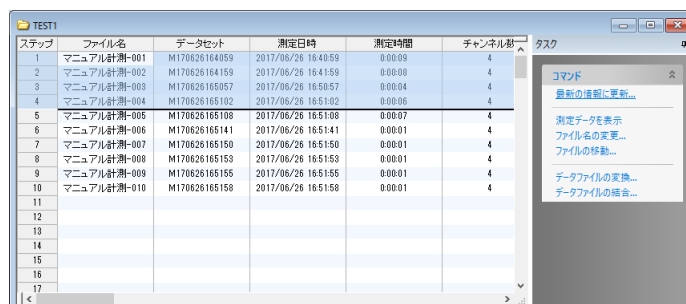 TEST1
ステップ ファイル名 データセット 測定日時 測定時間 チャンネル数
1 マニュアル計測-001 M170626164059 2017/06/26 16:40:59 0:00:09 4
2 マニュアル計測-002 M170626164159 2017/06/26 16:41:59 0:00:08 4
3 マニュアル計測-003 M170626165057 2017/06/26 16:50:57 0:00:04 4
4 マニュアル計測-004 M170626165102 2017/06/26 16:51:02 0:00:06 4
5 マニュアル計測-005 M170626165108 2017/06/26 16:51:08 0:00:07 4
6 マニュアル計測-006 M170626165141 2017/06/26 16:51:41 0:00:01 4
7 マニュアル計測-007 M170626165150 2017/06/26 16:51:50 0:00:01 4
8 マニュアル計測-008 M170626165153 2017/06/26 16:51:53 0:00:01 4
9 マニュアル計測-009 M170626165155 2017/06/26 16:51:55 0:00:01 4
10 マニュアル計測-010 M170626165158 2017/06/26 16:51:58 0:00:01 4
11
12
13
14
15
16
17
タスク
コマンド
最新の情報に更新...
測定データを表示
ファイル名の変更...
ファイルの移動...
データファイルの変換...
データファイルの結合...